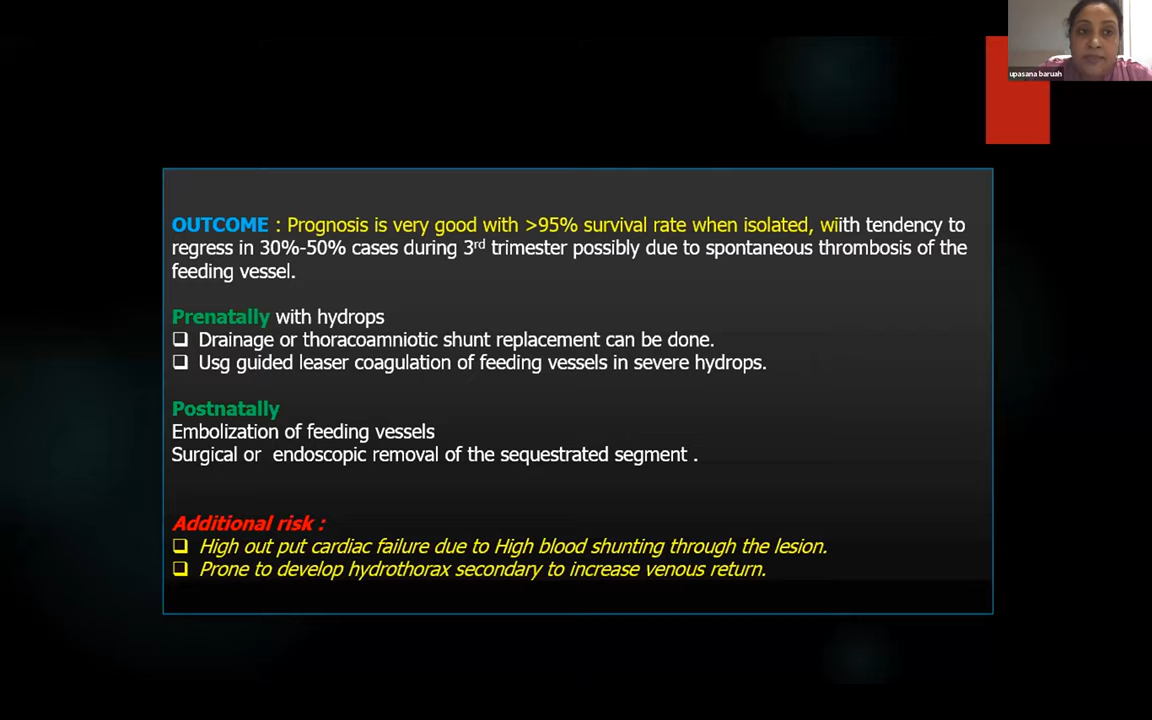 upasana baruah
OUTCOME : Prognosis is very good with >95% survival rate when isolated, wiith tendency to
regress in 30%-50% cases during 3rd trimester possibly due to spontaneous thrombosis of the
feeding vessel.
Prenatally with hydrops
❑ Drainage or thoracoamniotic shunt replacement can be done.
❑ Usg guided leaser coagulation of feeding vessels in severe hydrops.
Postnatally
Embolization of feeding vessels
Surgical or endoscopic removal of the sequestrated segment .
Additional risk :
❑ High out put cardiac failure due to High blood shunting through the lesion.
❑ Prone to develop hydrothorax secondary to increase venous return.